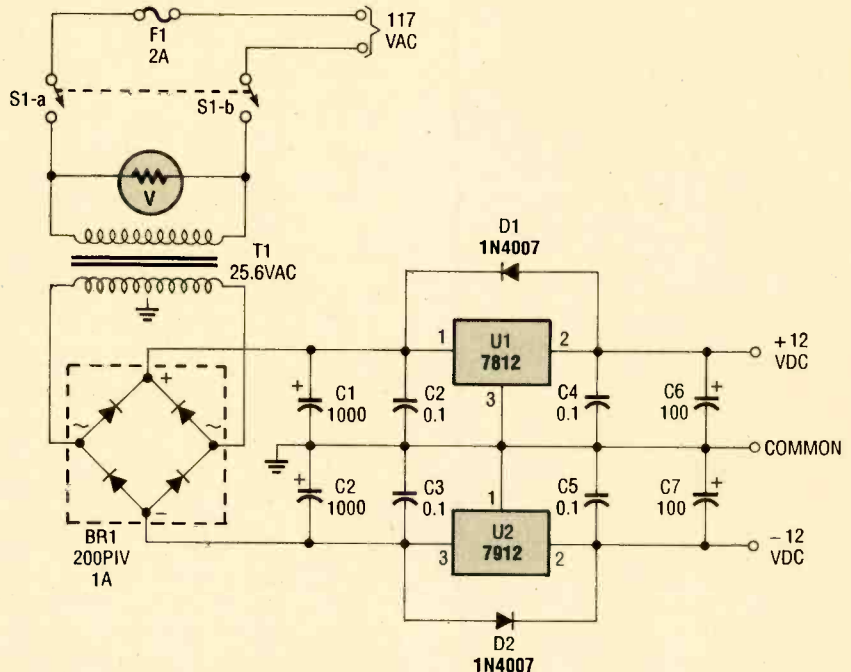 F1
2A
117
VAC
S1-a
S1-b
V
T1
25.6VAC
D1
1N4007
1
U1
7812
2
3
+12
VDC
+
~
~
−
BR1
200PIV
1A
+
C1
1000
C2
0.1
C4
0.1
C6
100
+
COMMON
+
C2
1000
C3
0.1
1
3
U2
7912
2
C5
0.1
C7
100
+
−12
VDC
D2
1N4007